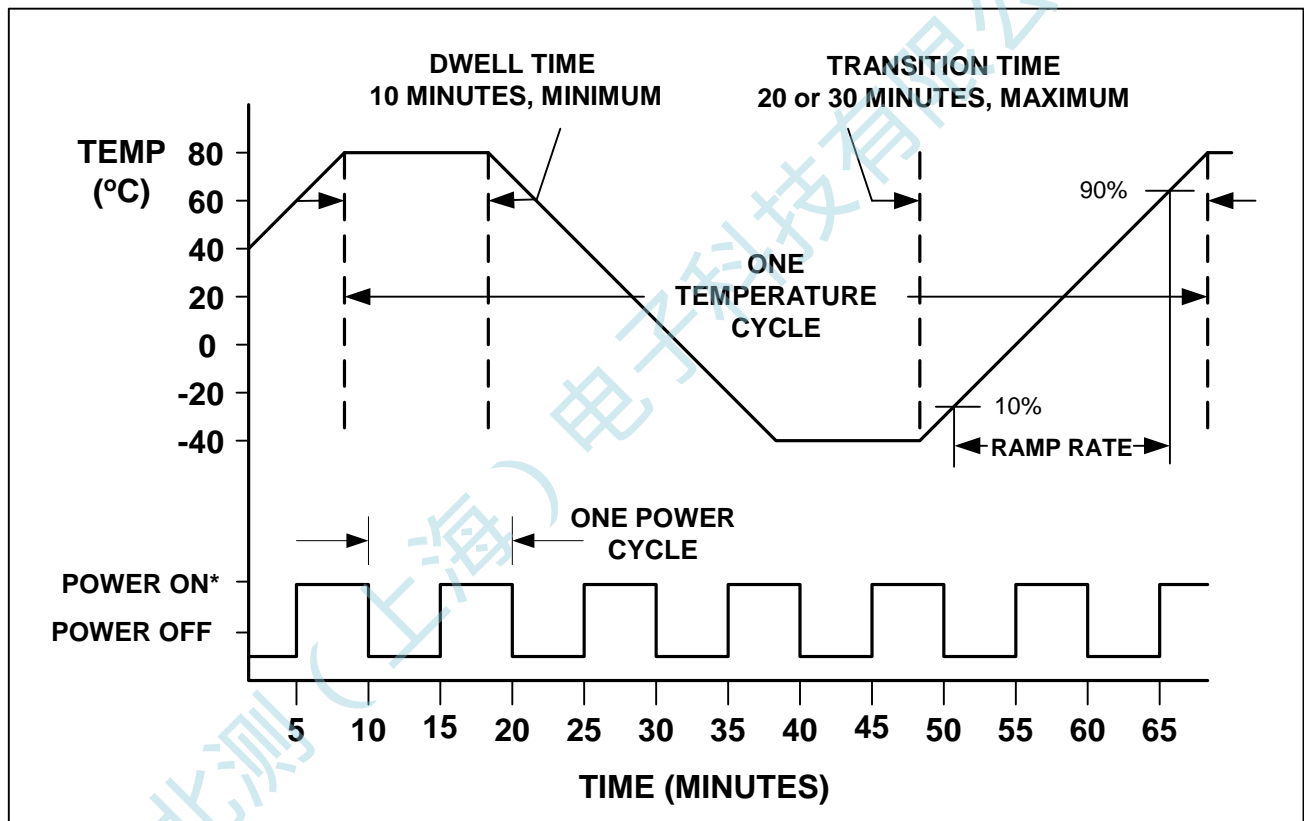 DWELL TIME
10 MINUTES, MINIMUM
TRANSITION TIME
20 or 30 MINUTES, MAXIMUM
TEMP
(ºC)
80
60
40
20
0
-20
-40
90%
10%
ONE
TEMPERATURE
CYCLE
RAMP RATE
ONE POWER
CYCLE
POWER ON*
POWER OFF
5 10 15 20 25 30 35 40 45 50 55 60 65
TIME (MINUTES)
北测（上海）电子科技有限公